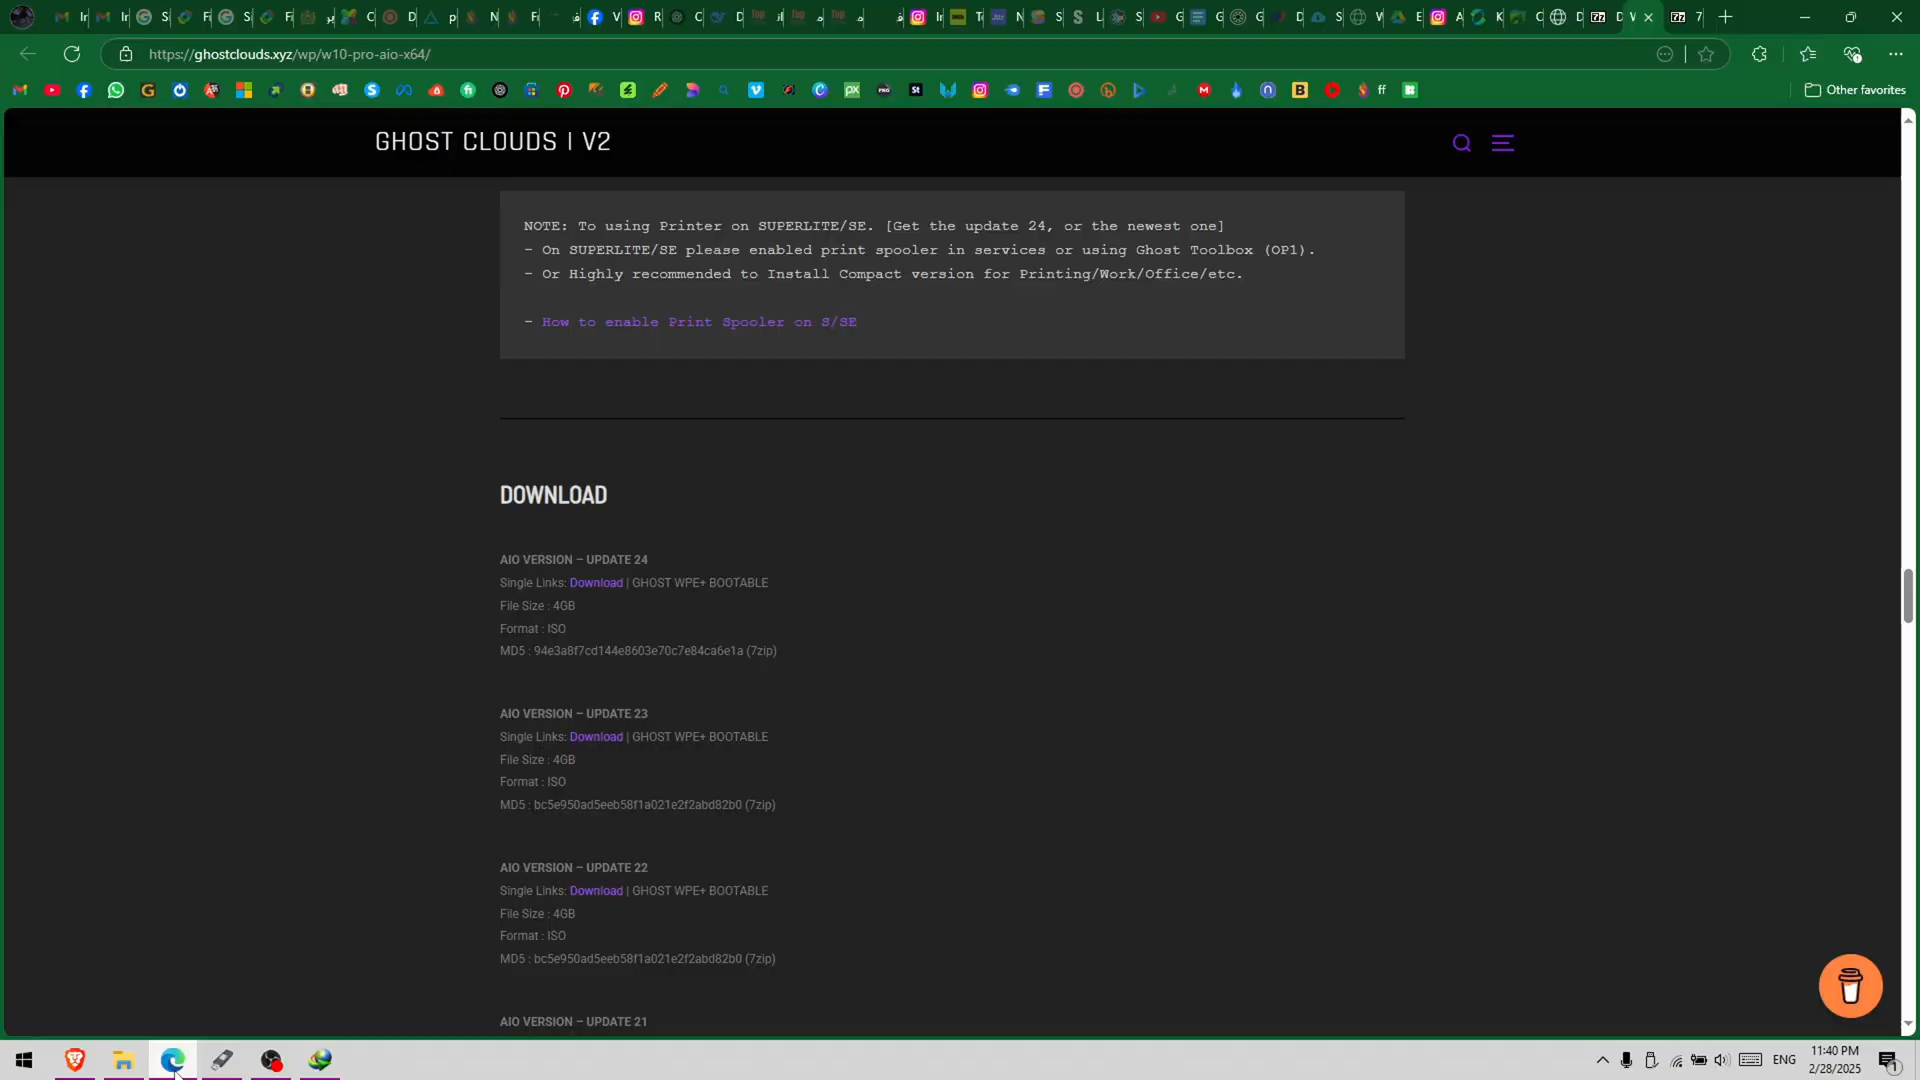 https://ghostclouds.xyz/wp/w10-pro-aio-x64/
ff
Other favorites
GHOST CLOUDS | V2
NOTE: To using Printer on SUPERLITE/SE. [Get the update 24, or the newest one]
- On SUPERLITE/SE please enabled print spooler in services or using Ghost Toolbox (OP1).
- Or Highly recommended to Install Compact version for Printing/Work/Office/etc.
- How to enable Print Spooler on S/SE
DOWNLOAD
AIO VERSION – UPDATE 24
Single Links: Download | GHOST WPE+ BOOTABLE
File Size : 4GB
Format : ISO
MD5 : 94e3a8f7cd144e8603e70c7e84ca6e1a (7zip)
AIO VERSION – UPDATE 23
Single Links: Download | GHOST WPE+ BOOTABLE
File Size : 4GB
Format : ISO
MD5 : bc5e950ad5eeb58f1a021e2f2abd82b0 (7zip)
AIO VERSION – UPDATE 22
Single Links: Download | GHOST WPE+ BOOTABLE
File Size : 4GB
Format : ISO
MD5 : bc5e950ad5eeb58f1a021e2f2abd82b0 (7zip)
AIO VERSION – UPDATE 21
ENG
11:40 PM
2/28/2025